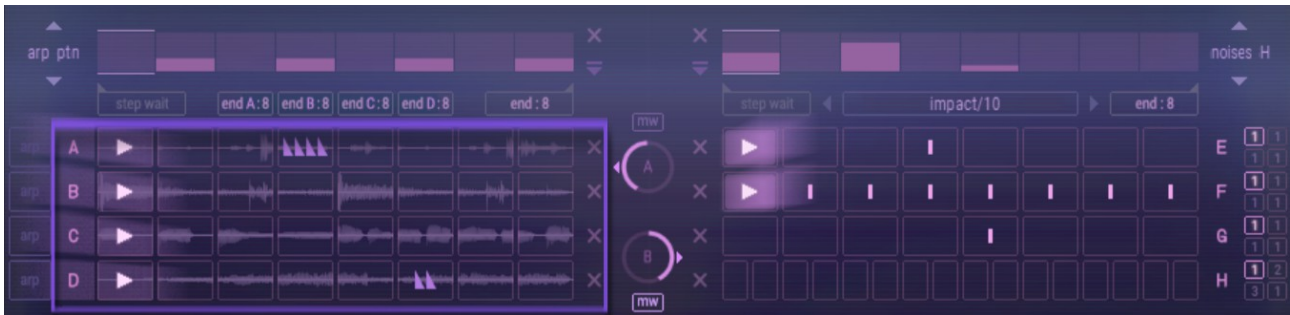 arp ptn
noises H
step wait
end A:8
end B:8
end C:8
end D:8
end : 8
step wait
impact/10
end : 8
mw
arp A
A
E 1 1
1 1
arp B
F 1 1
1 1
arp C
B
G 1 1
1 1
arp D
H 1 2
3 1
mw